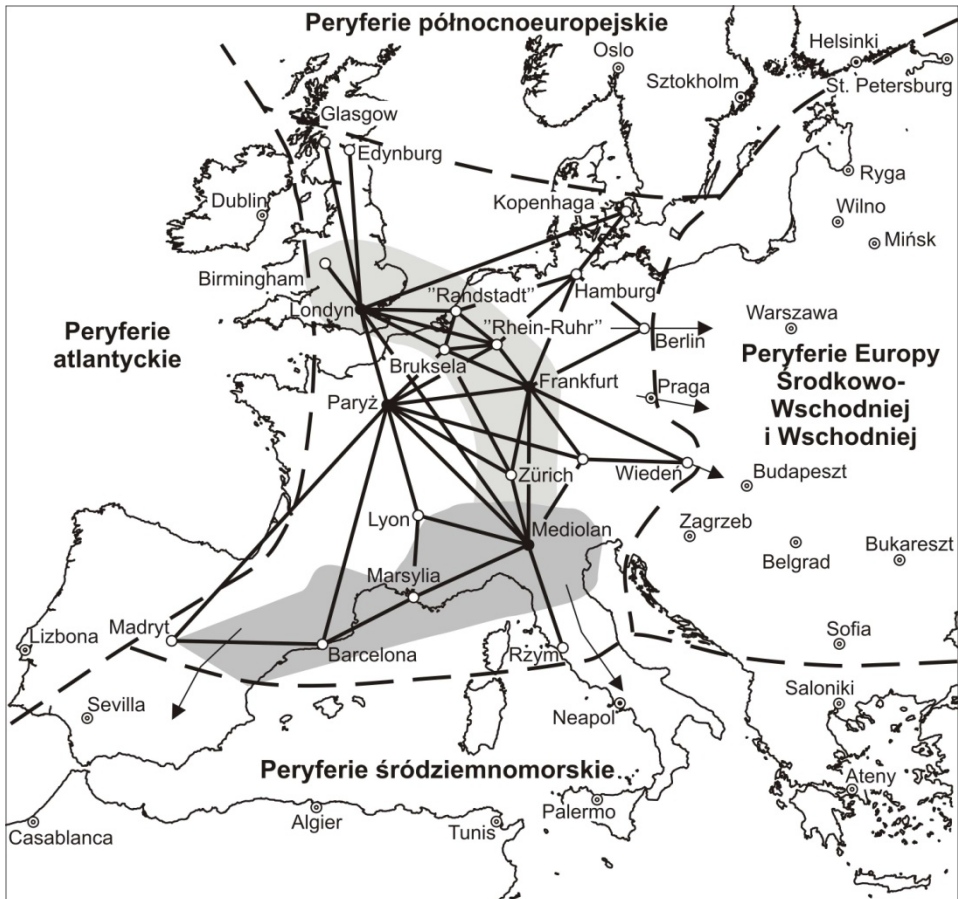 Peryferie północnoeuropejskie
Oslo
Helsinki
Sztokholm
St. Petersburg
Glasgow
Edynburg
Ryga
Dublin
Kopenhaga
Wilno
Mińsk
Birmingham
Hamburg
"Randstadt"
Londyn
"Rhein-Ruhr"
Warszawa
Peryferie
atlantyckie
Berlin
Bruksela
Peryferie Europy
Środkowo-
Wschodniej
i Wschodniej
Frankfurt
Praga
Paryż
Zürich
Wiedeń
Budapeszt
Lyon
Mediolan
Zagrzeb
Belgrad
Bukareszt
Marsylia
Madryt
Lizbona
Barcelona
Rzym
Sofia
Sevilla
Neapol
Saloniki
Peryferie śródziemnomorskie
Ateny
Palermo
Casablanca
Algier
Tunis